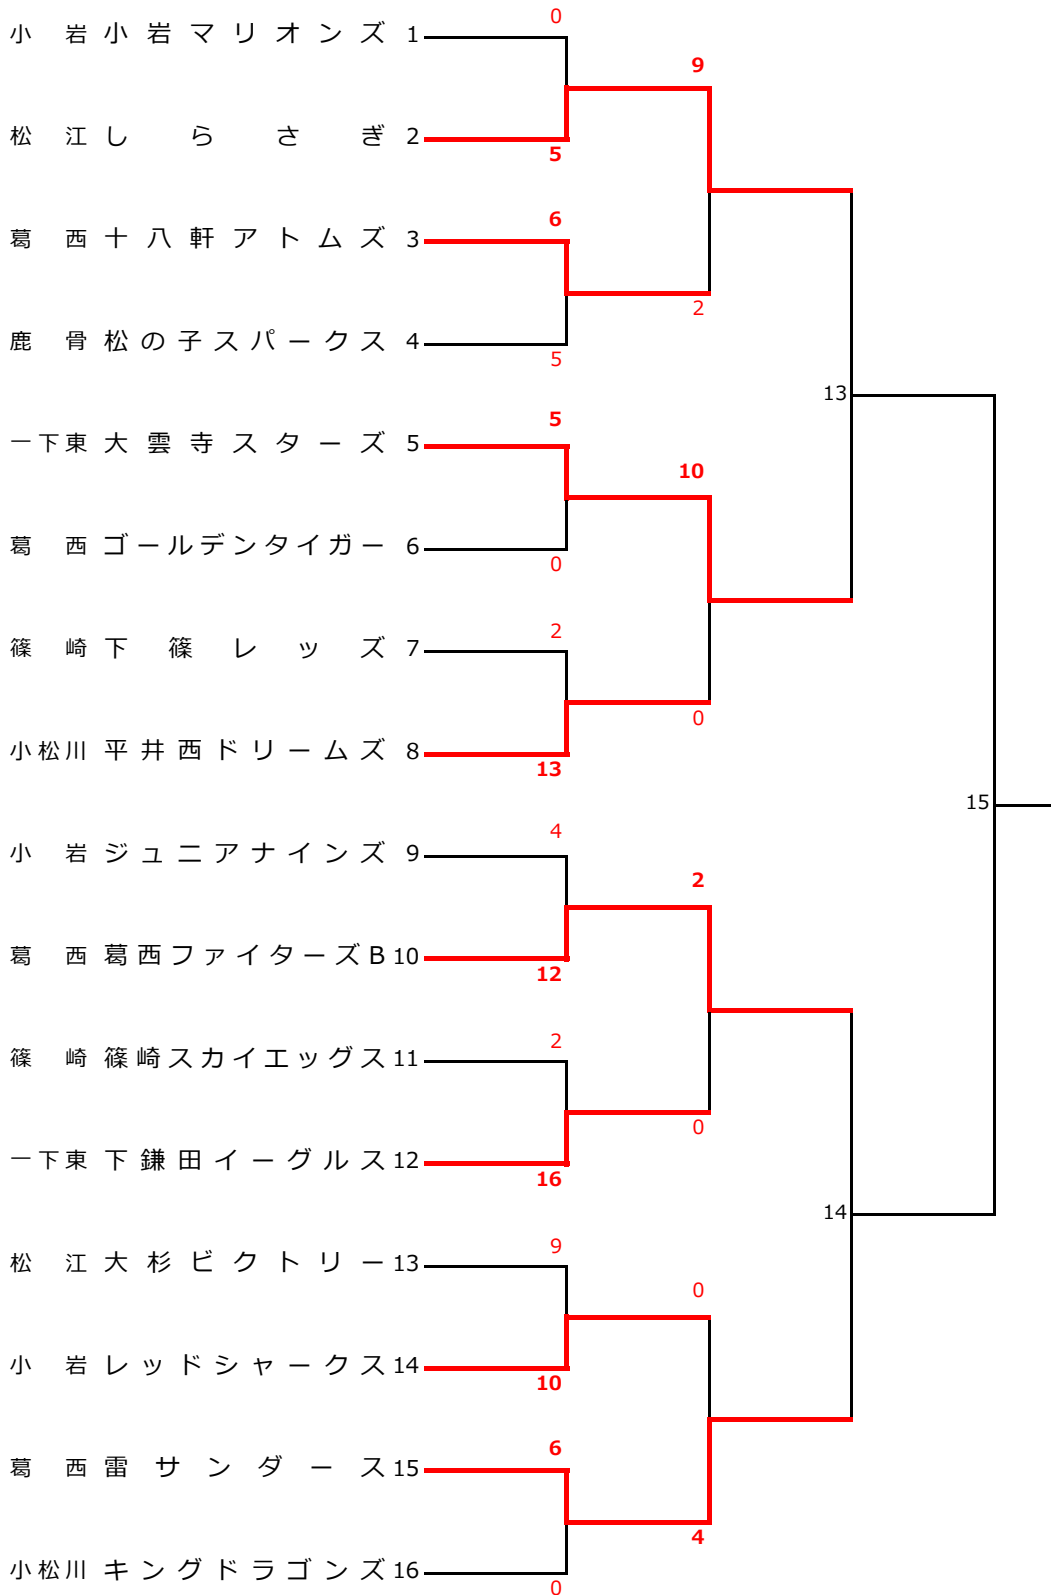 0
小 岩 小岩マリオンズ 1
9
松 江 しらさぎ 2
5
6
葛 西 十八軒アトムズ 3
2
鹿 骨 松の子スパークス 4
5
13
5
一下東 大雲寺スターズ 5
10
葛 西 ゴールデンタイガー 6
0
2
篠 崎 下篠レッズ 7
0
小松川 平井西ドリームズ 8
13
15
4
小 岩 ジュニアナインズ 9
2
葛 西 葛西ファイターズB 10
12
2
篠 崎 篠崎スカイエッグス 11
0
一下東 下鎌田イーグルス 12
16
14
9
松 江 大杉ビクトリー 13
0
小 岩 レッドシャークス 14
10
6
葛 西 雷サンダース 15
4
小松川 キングドラゴンズ 16
0